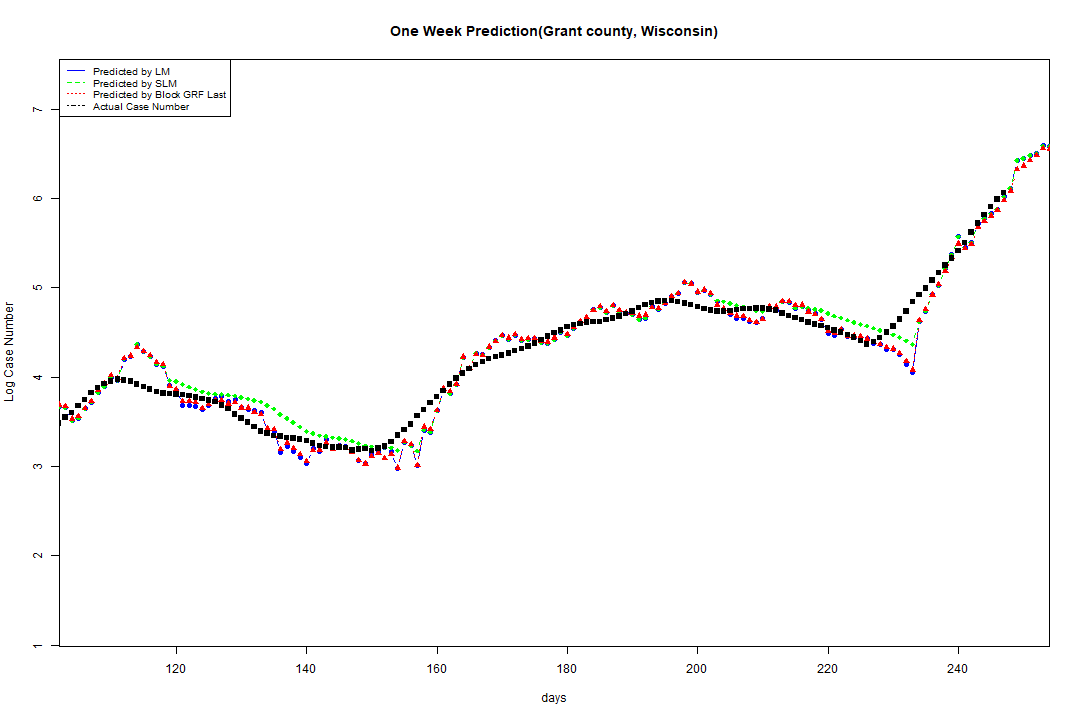 One Week Prediction(Grant county, Wisconsin)
Predicted by LM
Predicted by SLM
Predicted by Block GRF Last
Actual Case Number
7
6
5
4
3
2
1
Log Case Number
120 140 160 180 200 220 240
days